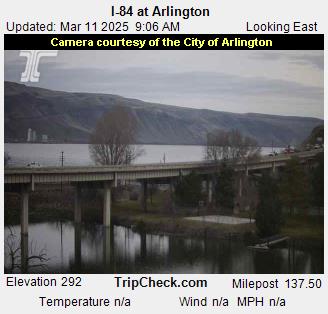 I-84 at Arlington
Updated: Mar 11 2025 9:06 AM Looking East
Camera courtesy of the City of Arlington
Elevation 292 TripCheck.com Milepost 137.50
Temperature n/a Wind n/a MPH n/a